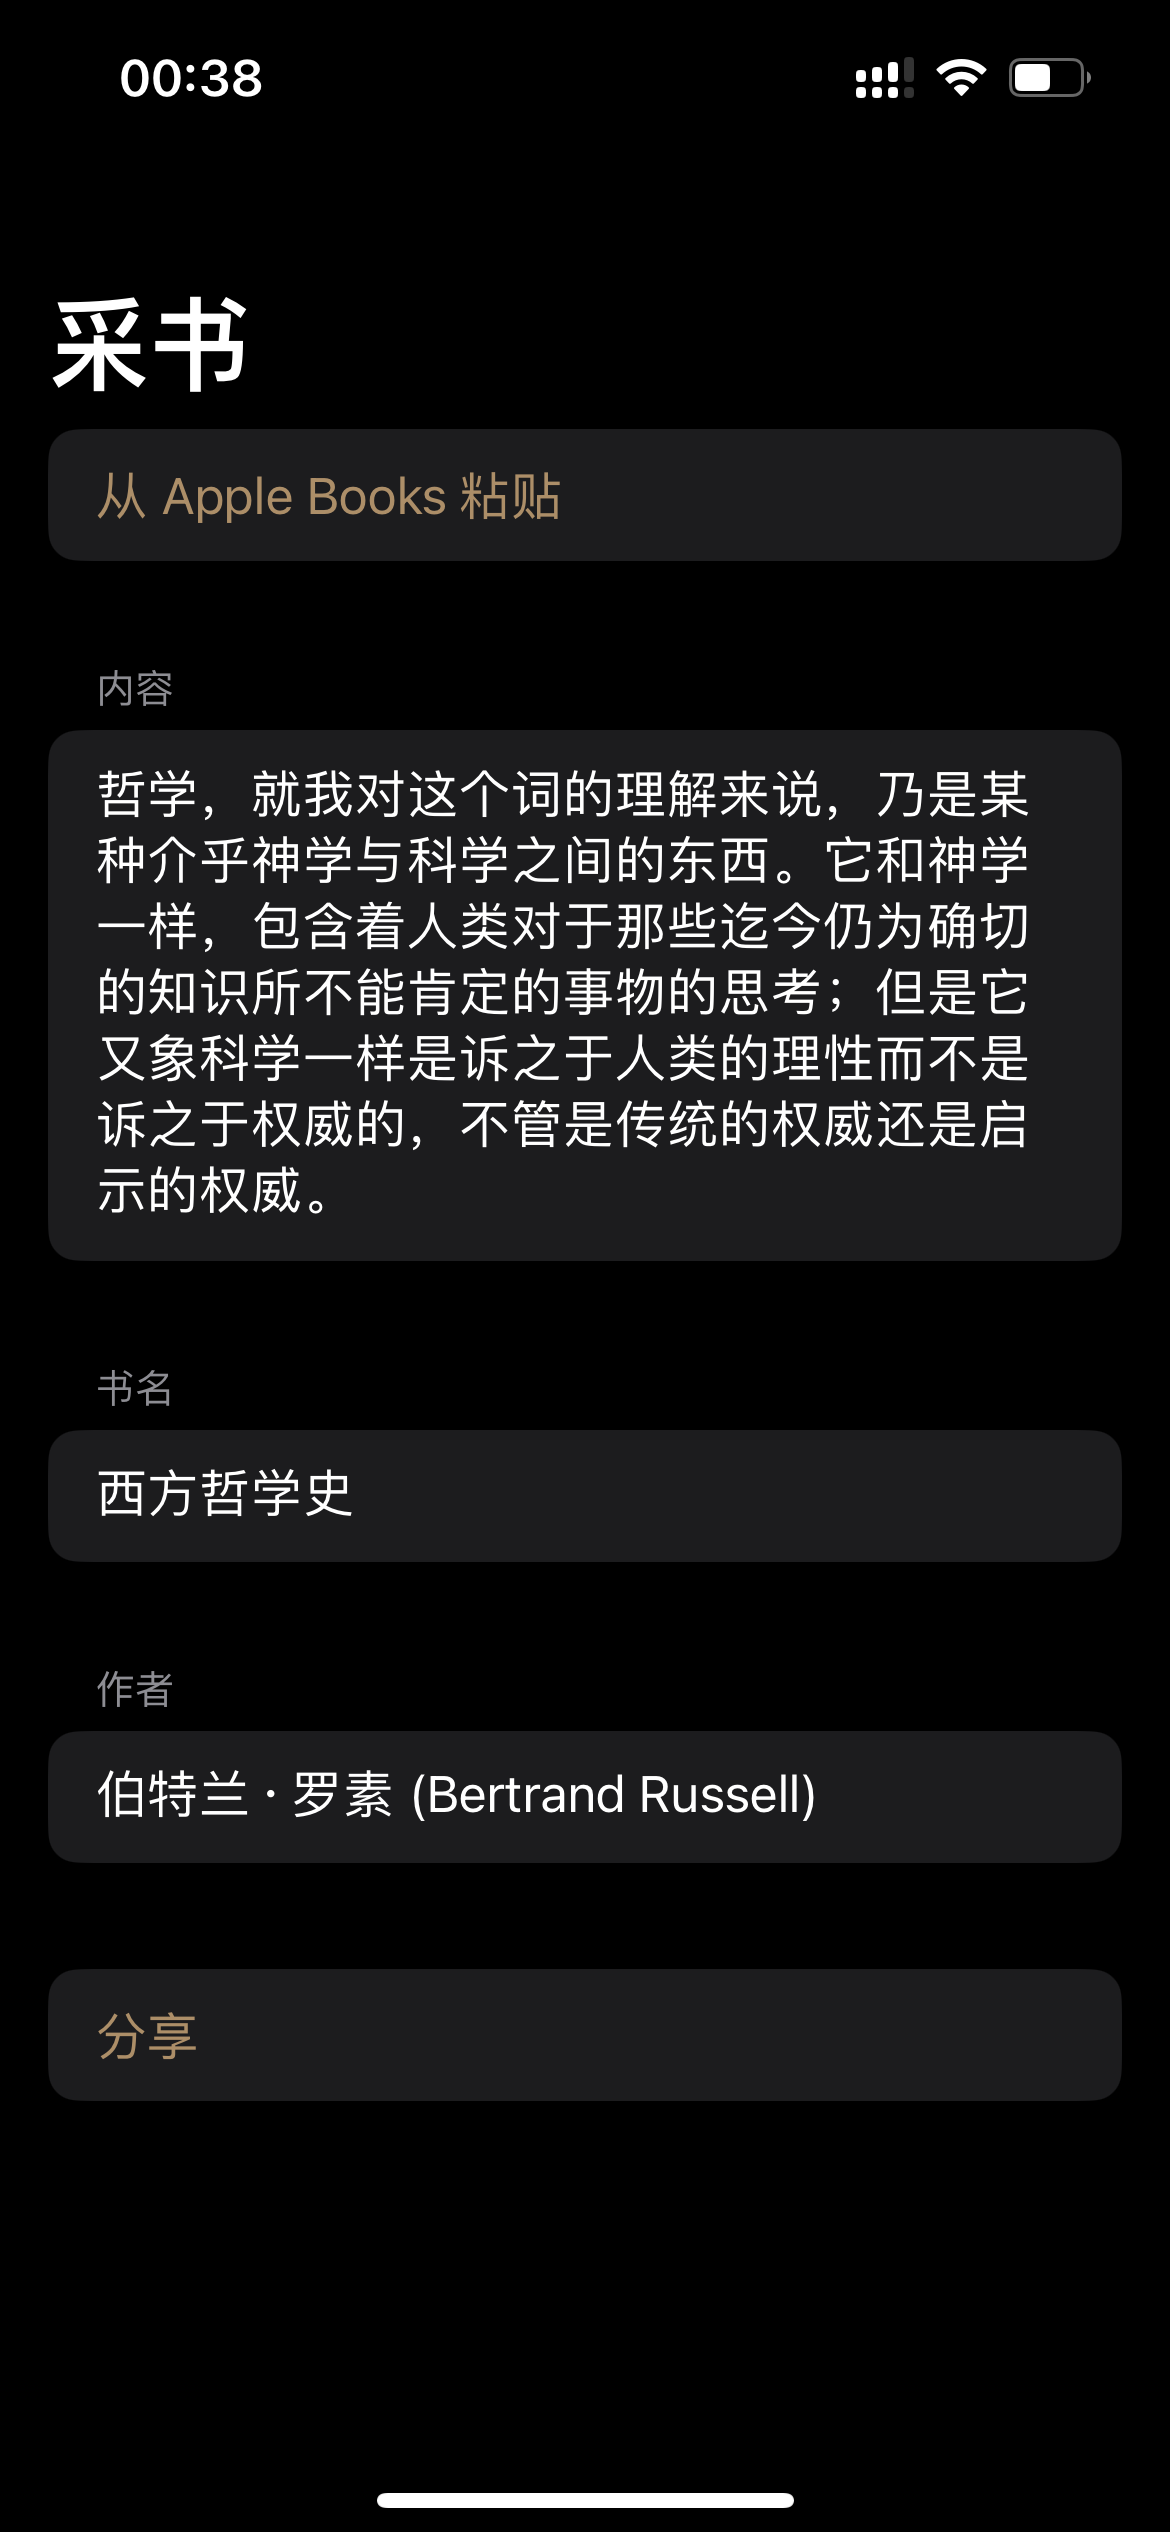 00:38
采书
从 Apple Books 粘贴
内容
哲学，就我对这个词的理解来说，乃是某
种介乎神学与科学之间的东西。它和神学
一样，包含着人类对于那些迄今仍为确切
的知识所不能肯定的事物的思考；但是它
又象科学一样是诉之于人类的理性而不是
诉之于权威的，不管是传统的权威还是启
示的权威。
书名
西方哲学史
作者
伯特兰 · 罗素 (Bertrand Russell)
分享